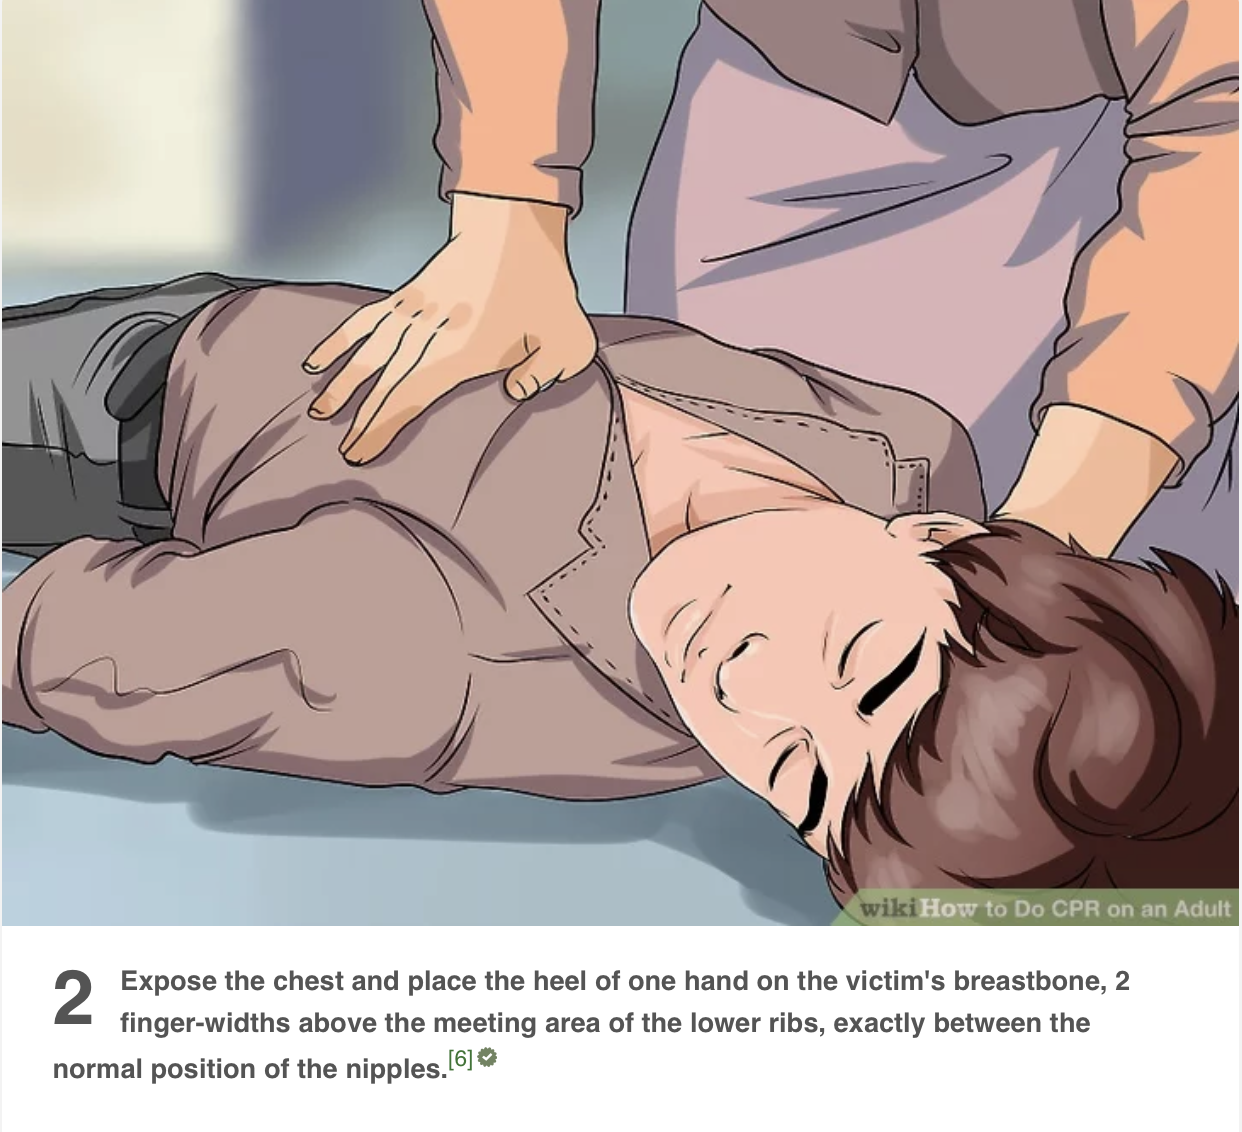 wikiHow to Do CPR on an Adult
2 Expose the chest and place the heel of one hand on the victim's breastbone, 2
finger-widths above the meeting area of the lower ribs, exactly between the
normal position of the nipples.[6]